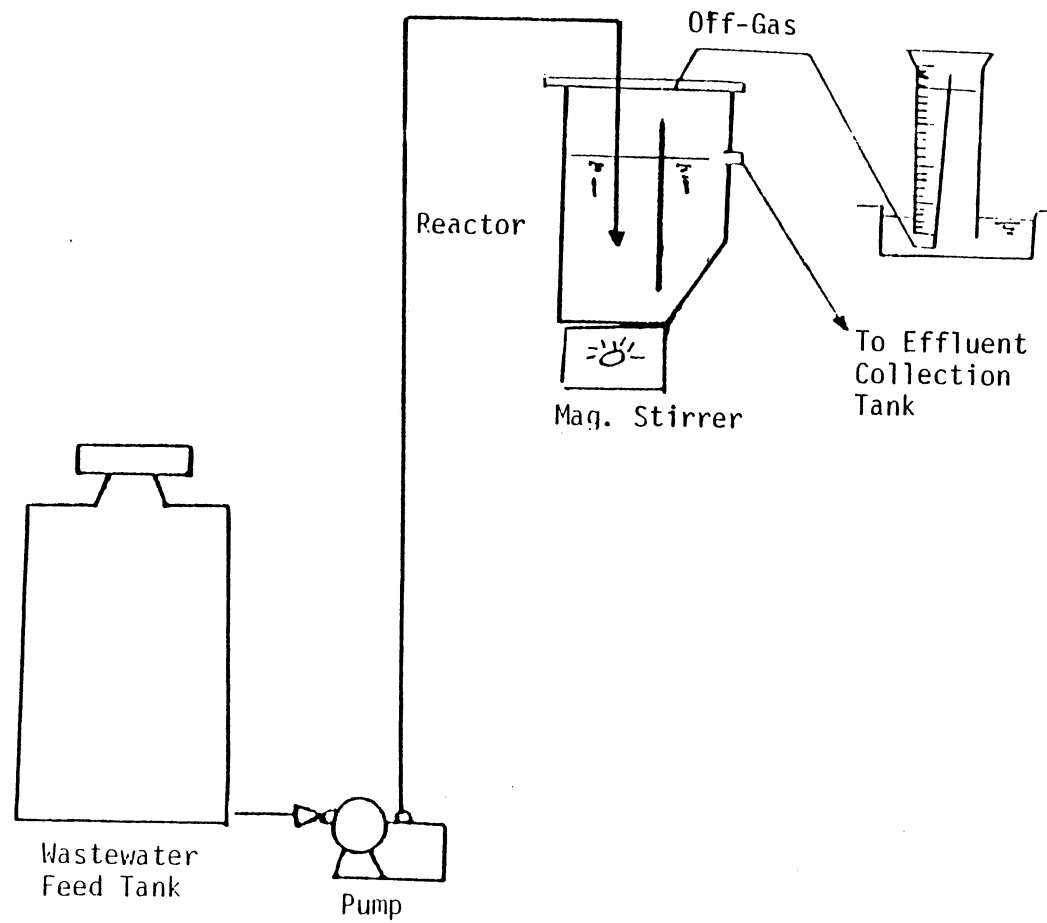 Off-Gas
Reactor
To Effluent
Collection
Tank
Mag. Stirrer
Wastewater
Feed Tank
Pump